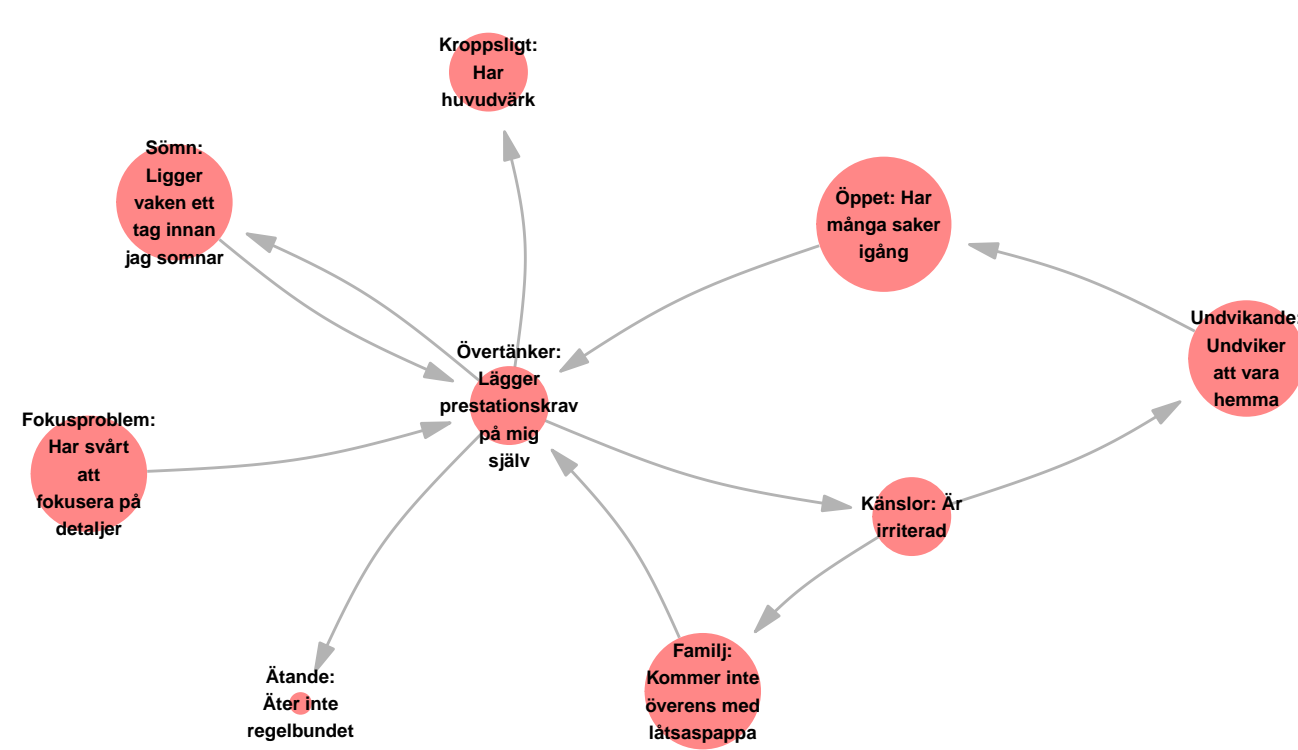 Kroppsligt:
Har
huvudvärk
Sömn:
Ligger
vaken ett
tag innan
jag somnar
Öppet: Har
många saker
igång
Undvikande:
Undviker
att vara
hemma
Övertänker:
Lägger
prestationskrav
på mig
själv
Fokusproblem:
Har svårt
att
fokusera på
detaljer
Känslor: Är
irriterad
Familj:
Kommer inte
överens med
låtsaspappa
Ätande:
Äter inte
regelbundet